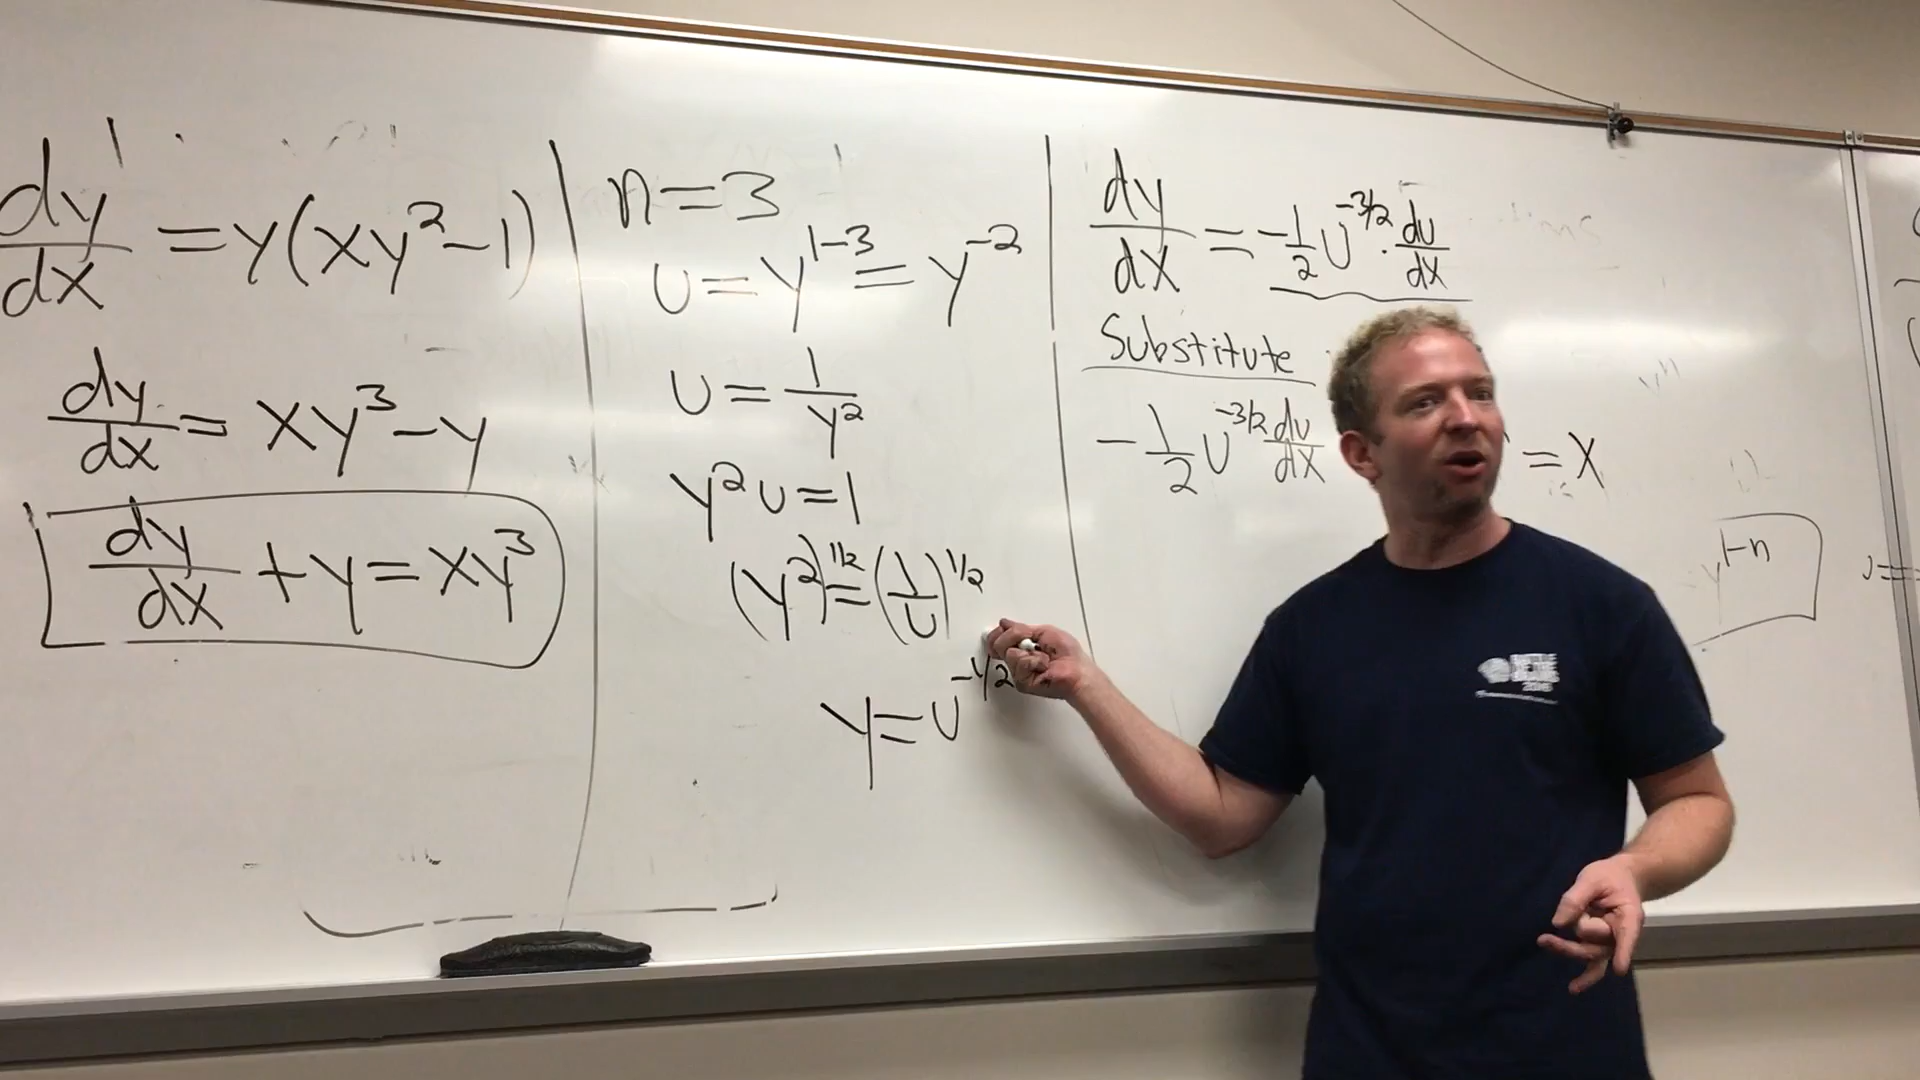 dy/dx = y(xy²-1)
dy/dx = xy³-y
dy/dx + y = xy³
n=3
u = y^1-3 = y^-2
u = 1/y²
y²u=1
(y²)^1/2 = (1/u)^1/2
y = u^-1/2
dy/dx = -1/2 u^-3/2 · du/dx
Substitute
-1/2 u^-3/2 du/dx
= x
y^1-n